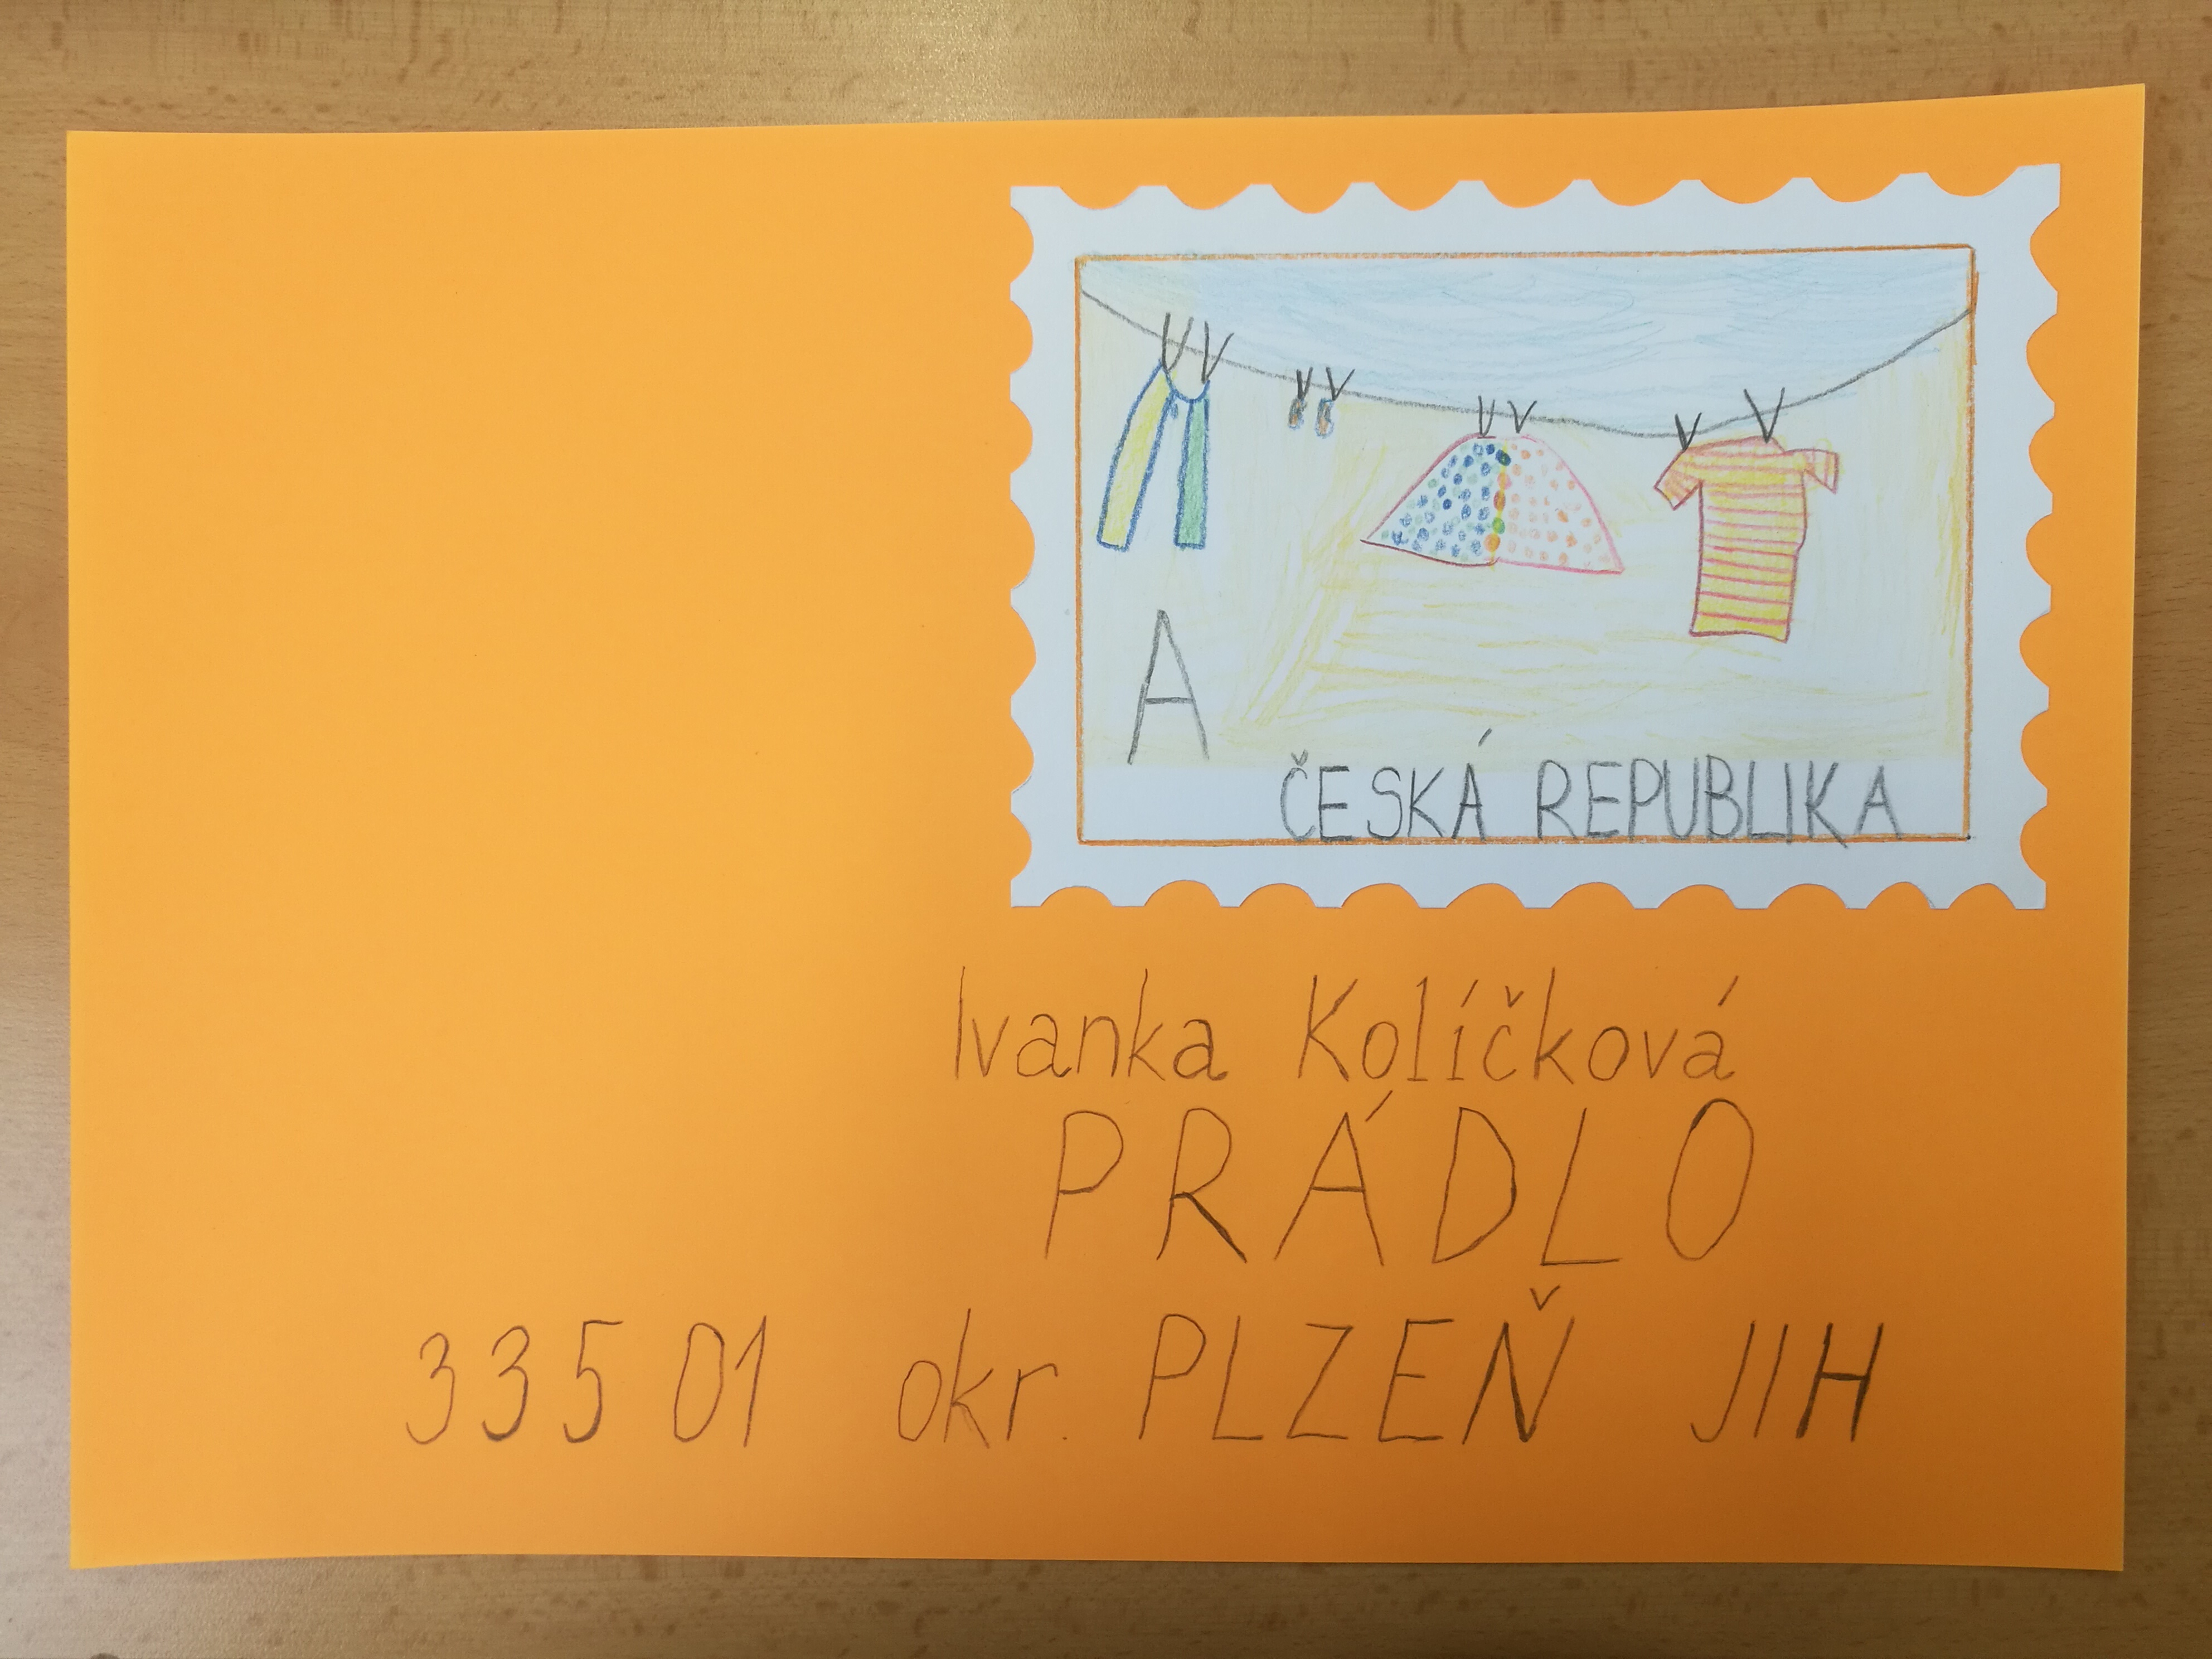 A
ČESKÁ REPUBLIKA
Ivanka Kolíčková
PRÁDLO
335 01 okr. PLZEŇ JIH